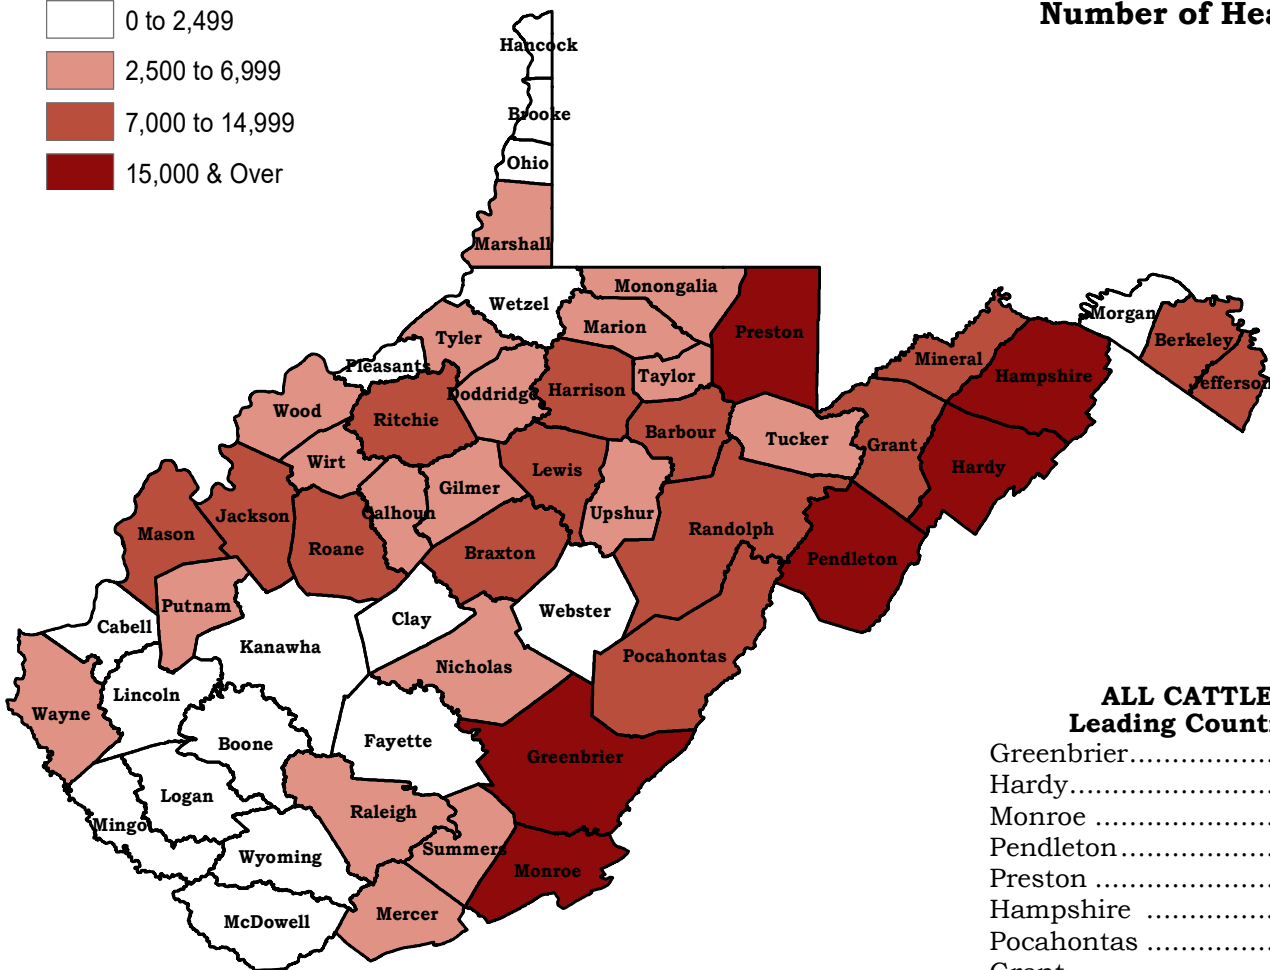 0 to 2,499
2,500 to 6,999
7,000 to 14,999
15,000 & Over
Number of Hea
Hancock
Brooke
Ohio
Marshall
Wetzel
Monongalia
Marion
Preston
Tyler
Pleasants
Doddridge
Harrison
Taylor
Mineral
Hampshire
Morgan
Berkeley
Jefferson
Wood
Ritchie
Barbour
Tucker
Grant
Hardy
Wirt
Gilmer
Lewis
Upshur
Calhoun
Jackson
Mason
Roane
Braxton
Randolph
Pendleton
Putnam
Cabell
Kanawha
Clay
Webster
Pocahontas
Nicholas
Lincoln
Wayne
Boone
Fayette
Greenbrier
Logan
Mingo
Raleigh
Summers
Wyoming
Monroe
McDowell
Mercer
ALL CATTLE
Leading Counti
Greenbrier......................
Hardy.............................
Monroe .........................
Pendleton......................
Preston .........................
Hampshire ...................
Pocahontas ..................
Grant